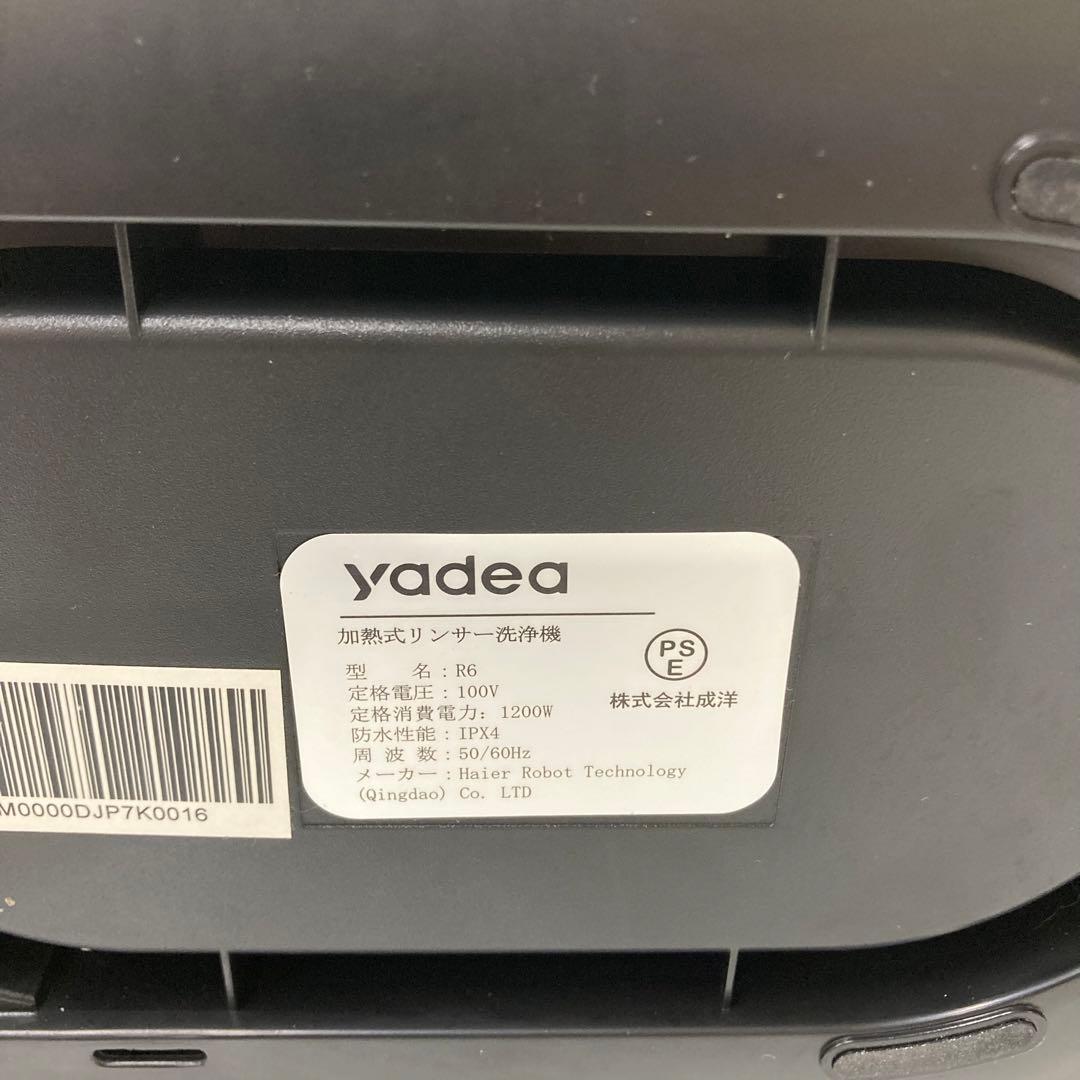 yadea
加熱式リンサー洗浄機
型 名：R6
定格電圧：100V
定格消費電力：1200W
防水性能：IPX4
周 波 数：50/60Hz
メーカー：Haier Robot Technology
(Qingdao) Co. LTD
PS
E
株式会社成洋
M0000DJP7K0016